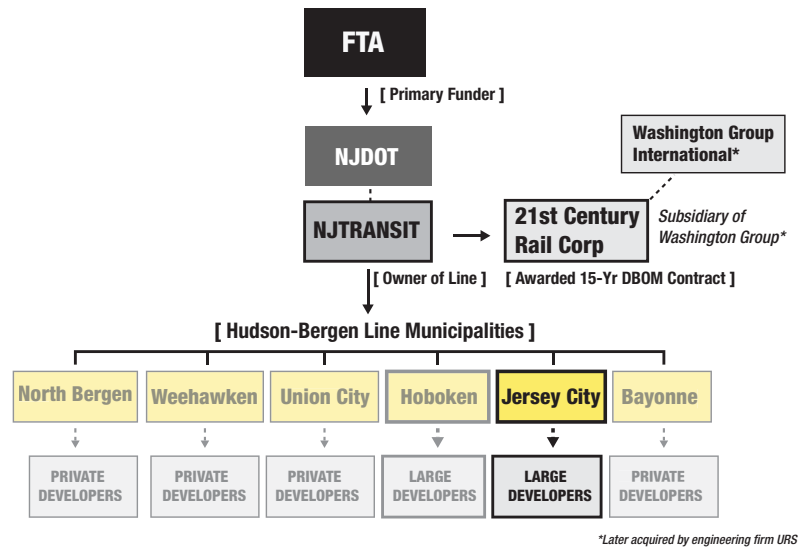 FTA
[ Primary Funder ]
NJDOT
Washington Group
International*
NJTRANSIT
21st Century
Rail Corp
Subsidiary of
Washington Group*
[ Owner of Line ]
[ Awarded 15-Yr DBOM Contract ]
[ Hudson-Bergen Line Municipalities ]
North Bergen
Weehawken
Union City
Hoboken
Jersey City
Bayonne
PRIVATE
DEVELOPERS
PRIVATE
DEVELOPERS
PRIVATE
DEVELOPERS
LARGE
DEVELOPERS
LARGE
DEVELOPERS
PRIVATE
DEVELOPERS
*Later acquired by engineering firm URS